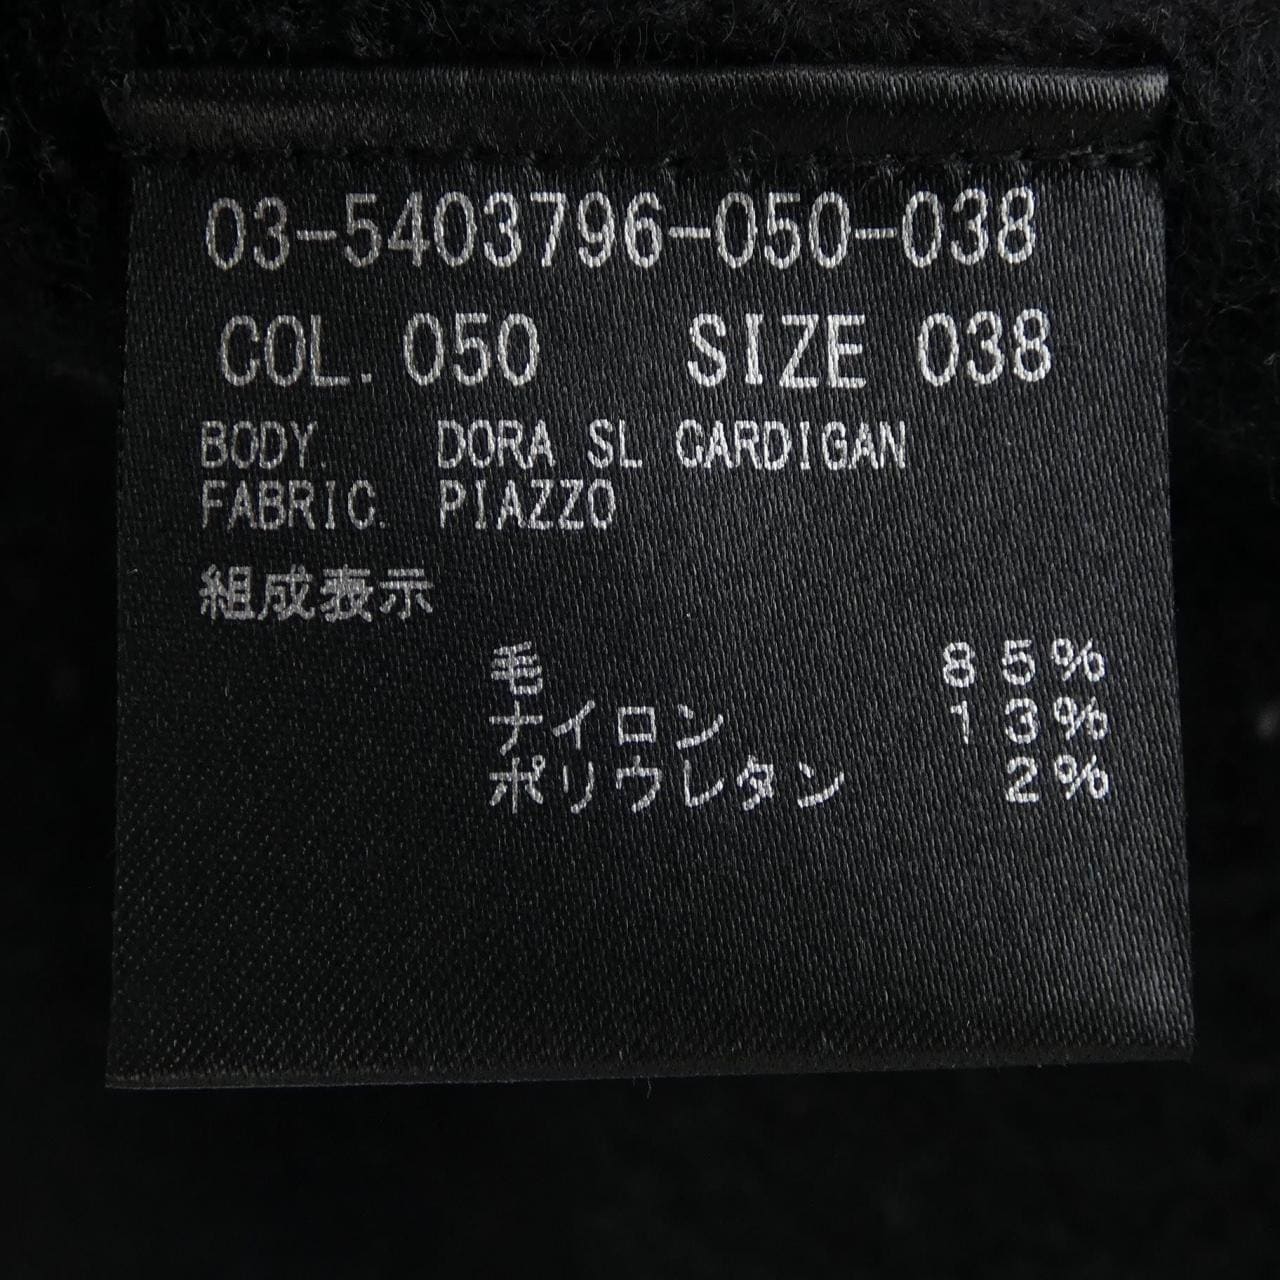 03-5403796-050-038
COL. 050 SIZE 038
BODY. DORA SL CARDIGAN
FABRIC. PIAZZO
組成表示
毛 85%
ナイロン 13%
ポリウレタン 2%